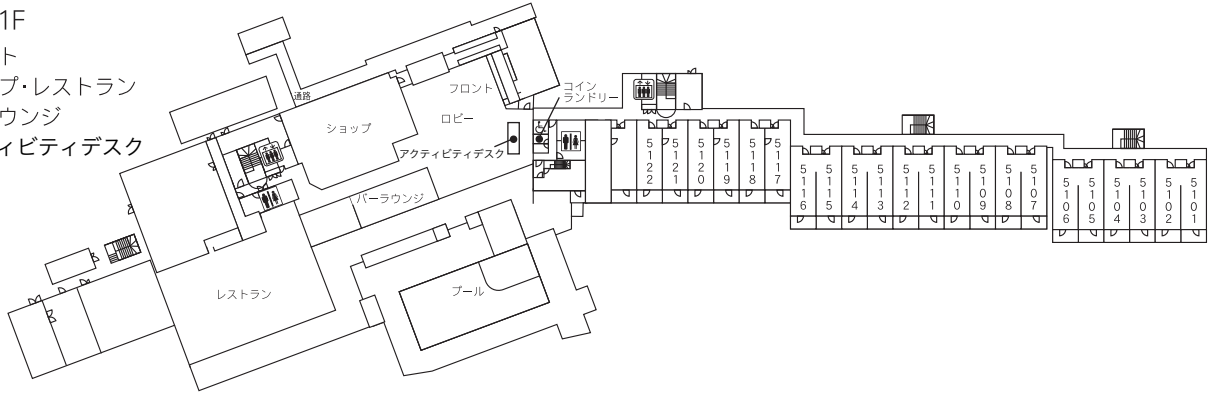 1F
ト
プ・レストラン
ウンジ
ィビティデスク
通路
ショップ
フロント
ロビー
コイン
ランドリー
アクティビティデスク
バーラウンジ
レストラン
プール
5122
5121
5120
5119
5118
5117
5116
5115
5114
5113
5112
5111
5110
5109
5108
5107
5106
5105
5104
5103
5102
5101